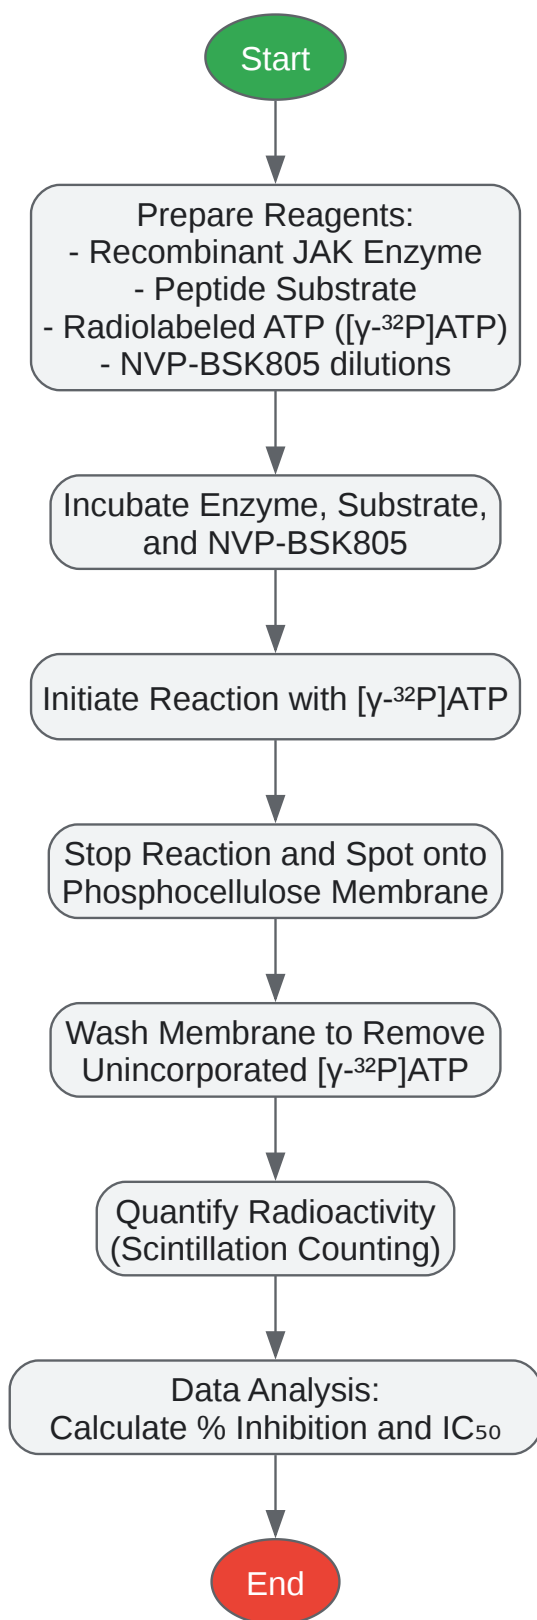 Start
Prepare Reagents:
- Recombinant JAK Enzyme
- Peptide Substrate
- Radiolabeled ATP ([γ-³²P]ATP)
- NVP-BSK805 dilutions
Incubate Enzyme, Substrate,
and NVP-BSK805
Initiate Reaction with [γ-³²P]ATP
Stop Reaction and Spot onto
Phosphocellulose Membrane
Wash Membrane to Remove
Unincorporated [γ-³²P]ATP
Quantify Radioactivity
(Scintillation Counting)
Data Analysis:
Calculate % Inhibition and IC₅₀
End